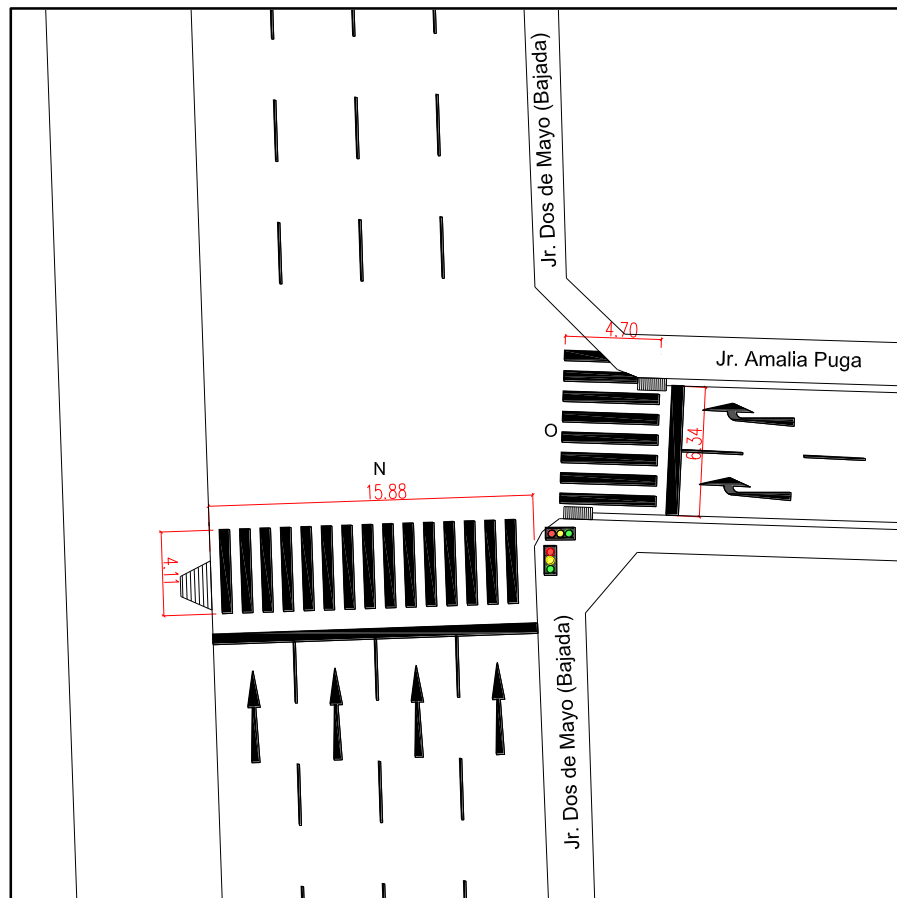 Jr. Dos de Mayo (Bajada)
4.70
Jr. Amalia Puga
O
6.34
N
15.88
4.11
Jr. Dos de Mayo (Bajada)